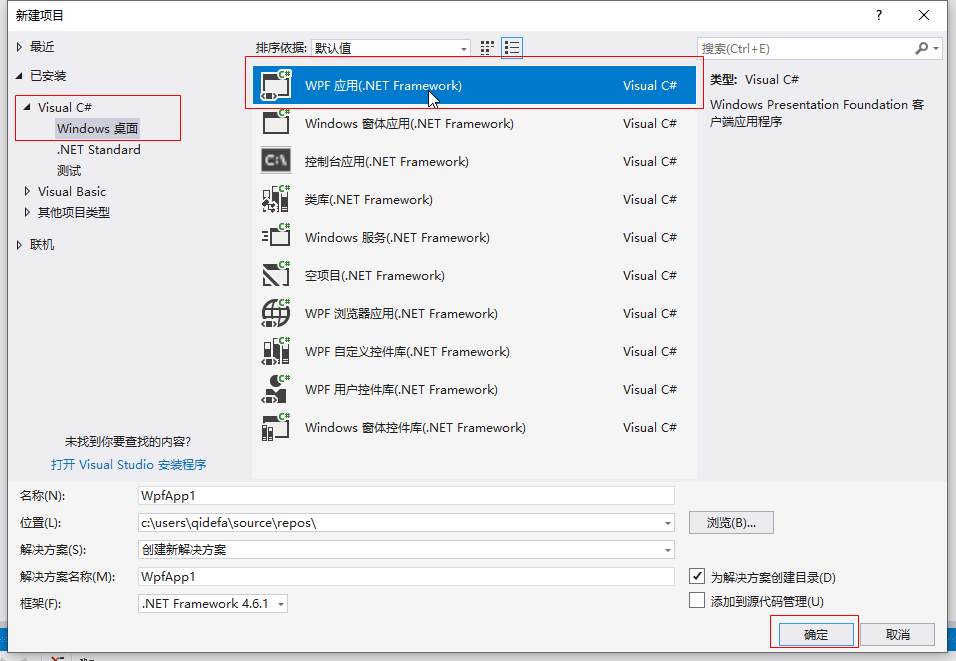 新建项目
?
最近
已安装
Visual C#
Windows 桌面
.NET Standard
测试
Visual Basic
其他项目类型
联机
未找到你要查找的内容?
打开 Visual Studio 安装程序
排序依据: 默认值
WPF 应用(.NET Framework) Visual C#
Windows 窗体应用(.NET Framework) Visual C#
控制台应用(.NET Framework) Visual C#
类库(.NET Framework) Visual C#
Windows 服务(.NET Framework) Visual C#
空项目(.NET Framework) Visual C#
WPF 浏览器应用(.NET Framework) Visual C#
WPF 自定义控件库(.NET Framework) Visual C#
WPF 用户控件库(.NET Framework) Visual C#
Windows 窗体控件库(.NET Framework) Visual C#
搜索(Ctrl+E)
类型: Visual C#
Windows Presentation Foundation 客
户端应用程序
名称(N): WpfApp1
位置(L): c:\users\qidefa\source\repos\ 浏览(B)...
解决方案(S): 创建新解决方案
解决方案名称(M): WpfApp1 为解决方案创建目录(D)
框架(F): .NET Framework 4.6.1 添加到源代码管理(U)
确定 取消